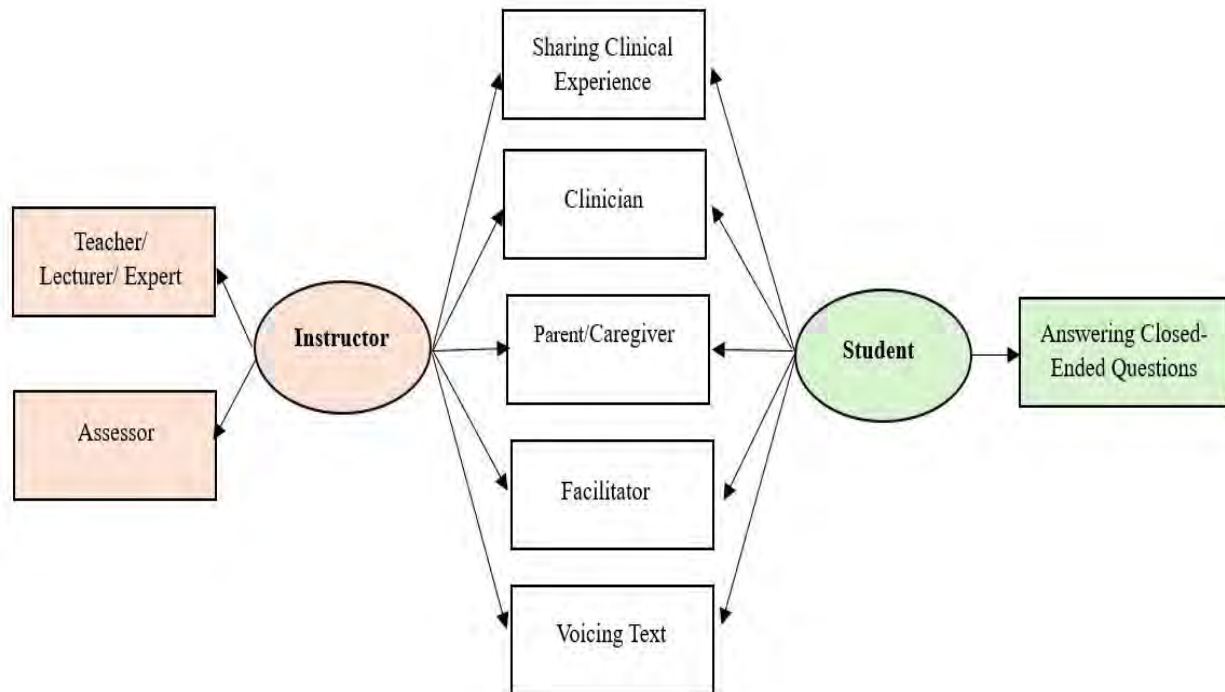 Sharing Clinical
Experience
Clinician
Teacher/
Lecturer/ Expert
Instructor
Parent/Caregiver
Student
Answering Closed-
Ended Questions
Assessor
Facilitator
Voicing Text